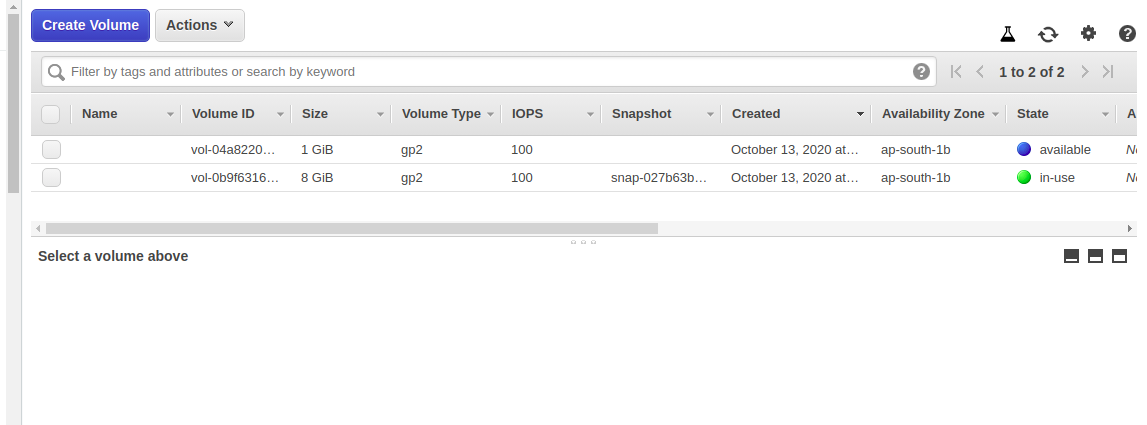 Create Volume Actions
Filter by tags and attributes or search by keyword ? 1 to 2 of 2 ?
Name Volume ID Size Volume Type IOPS Snapshot Created Availability Zone State A
vol-04a8220… 1 GiB gp2 100 October 13, 2020 at… ap-south-1b available
vol-0b9f6316… 8 GiB gp2 100 snap-027b63b… October 13, 2020 at… ap-south-1b in-use
Select a volume above